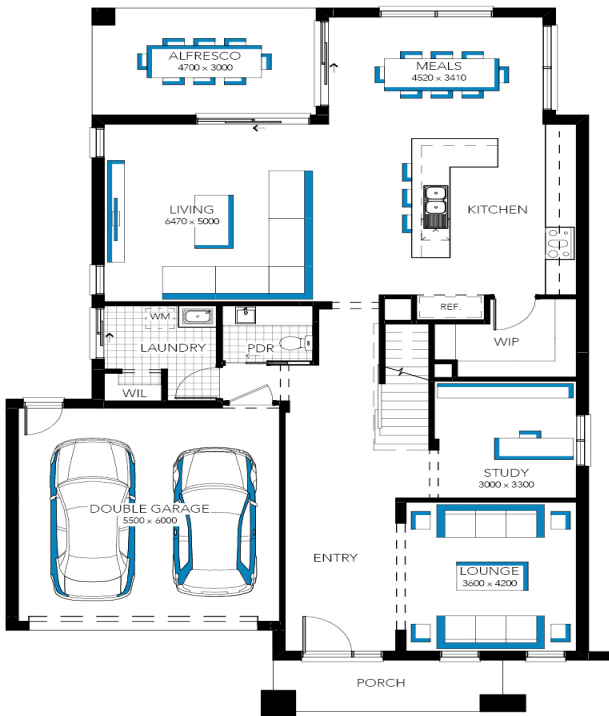 ALFRESCO
4700 x 3000
MEALS
4520 x 3410
LIVING
6470 x 5000
KITCHEN
REF.
WM
LAUNDRY
PDR
WIP
WIL
STUDY
3000 x 3300
DOUBLE GARAGE
5500 x 6000
ENTRY
LOUNGE
3600 x 4200
PORCH